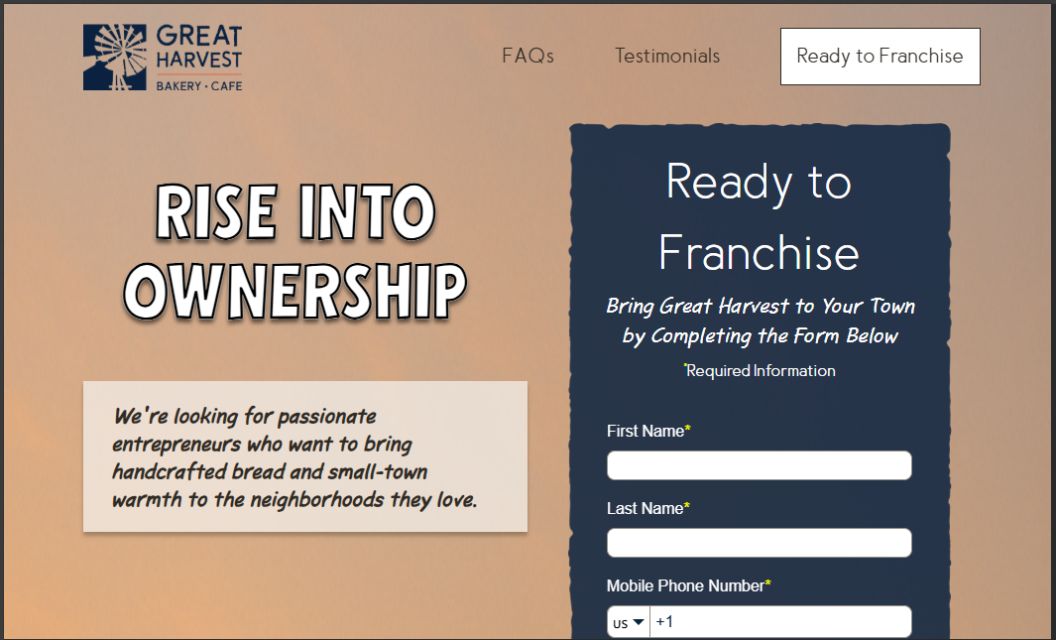 GREAT
HARVEST
BAKERY · CAFE
FAQs
Testimonials
Ready to Franchise
RISE INTO
OWNERSHIP
We're looking for passionate
entrepreneurs who want to bring
handcrafted bread and small-town
warmth to the neighborhoods they love.
Ready to
Franchise
Bring Great Harvest to Your Town
by Completing the Form Below
*Required Information
First Name*
Last Name*
Mobile Phone Number*
us +1